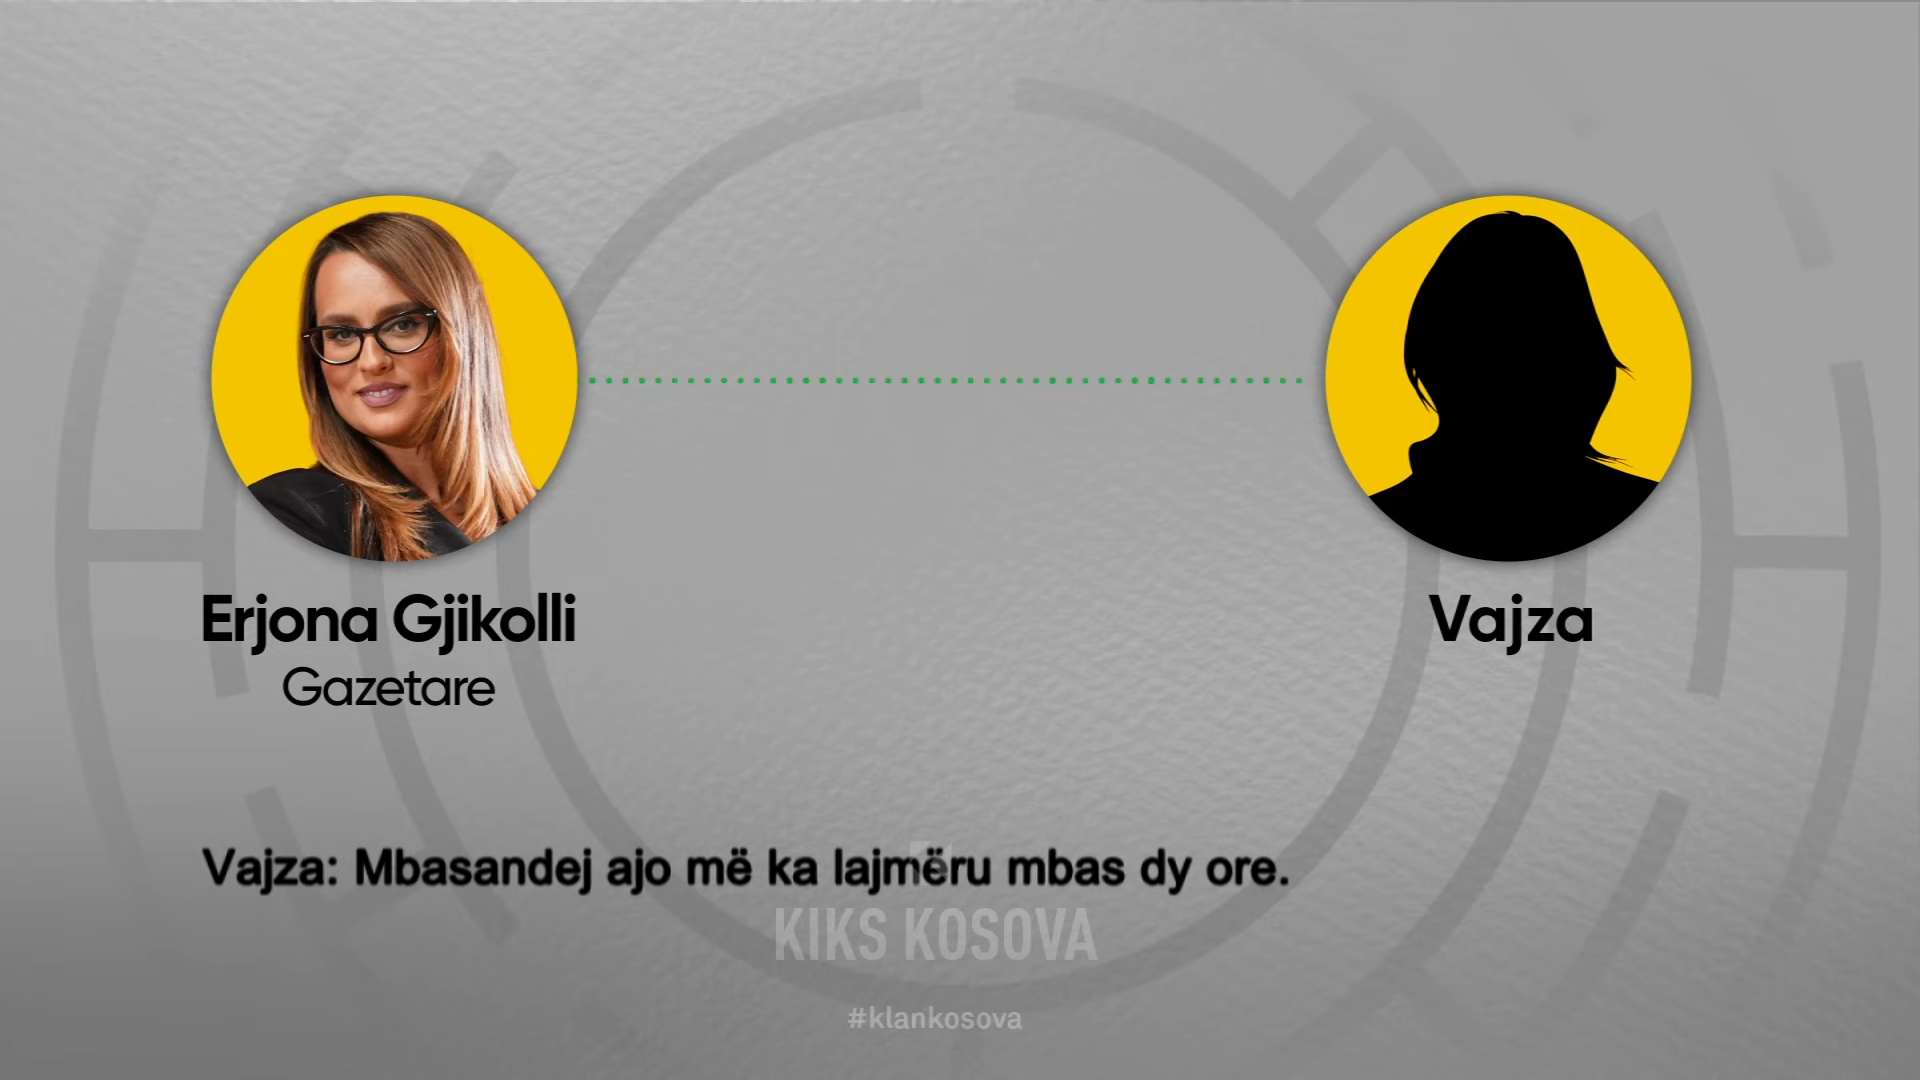 Erjona Gjikolli
Gazetare
Vajza
Vajza: Mbasandej ajo më ka lajmëru mbas dy ore.
KIKS KOSOVA
#klankosova